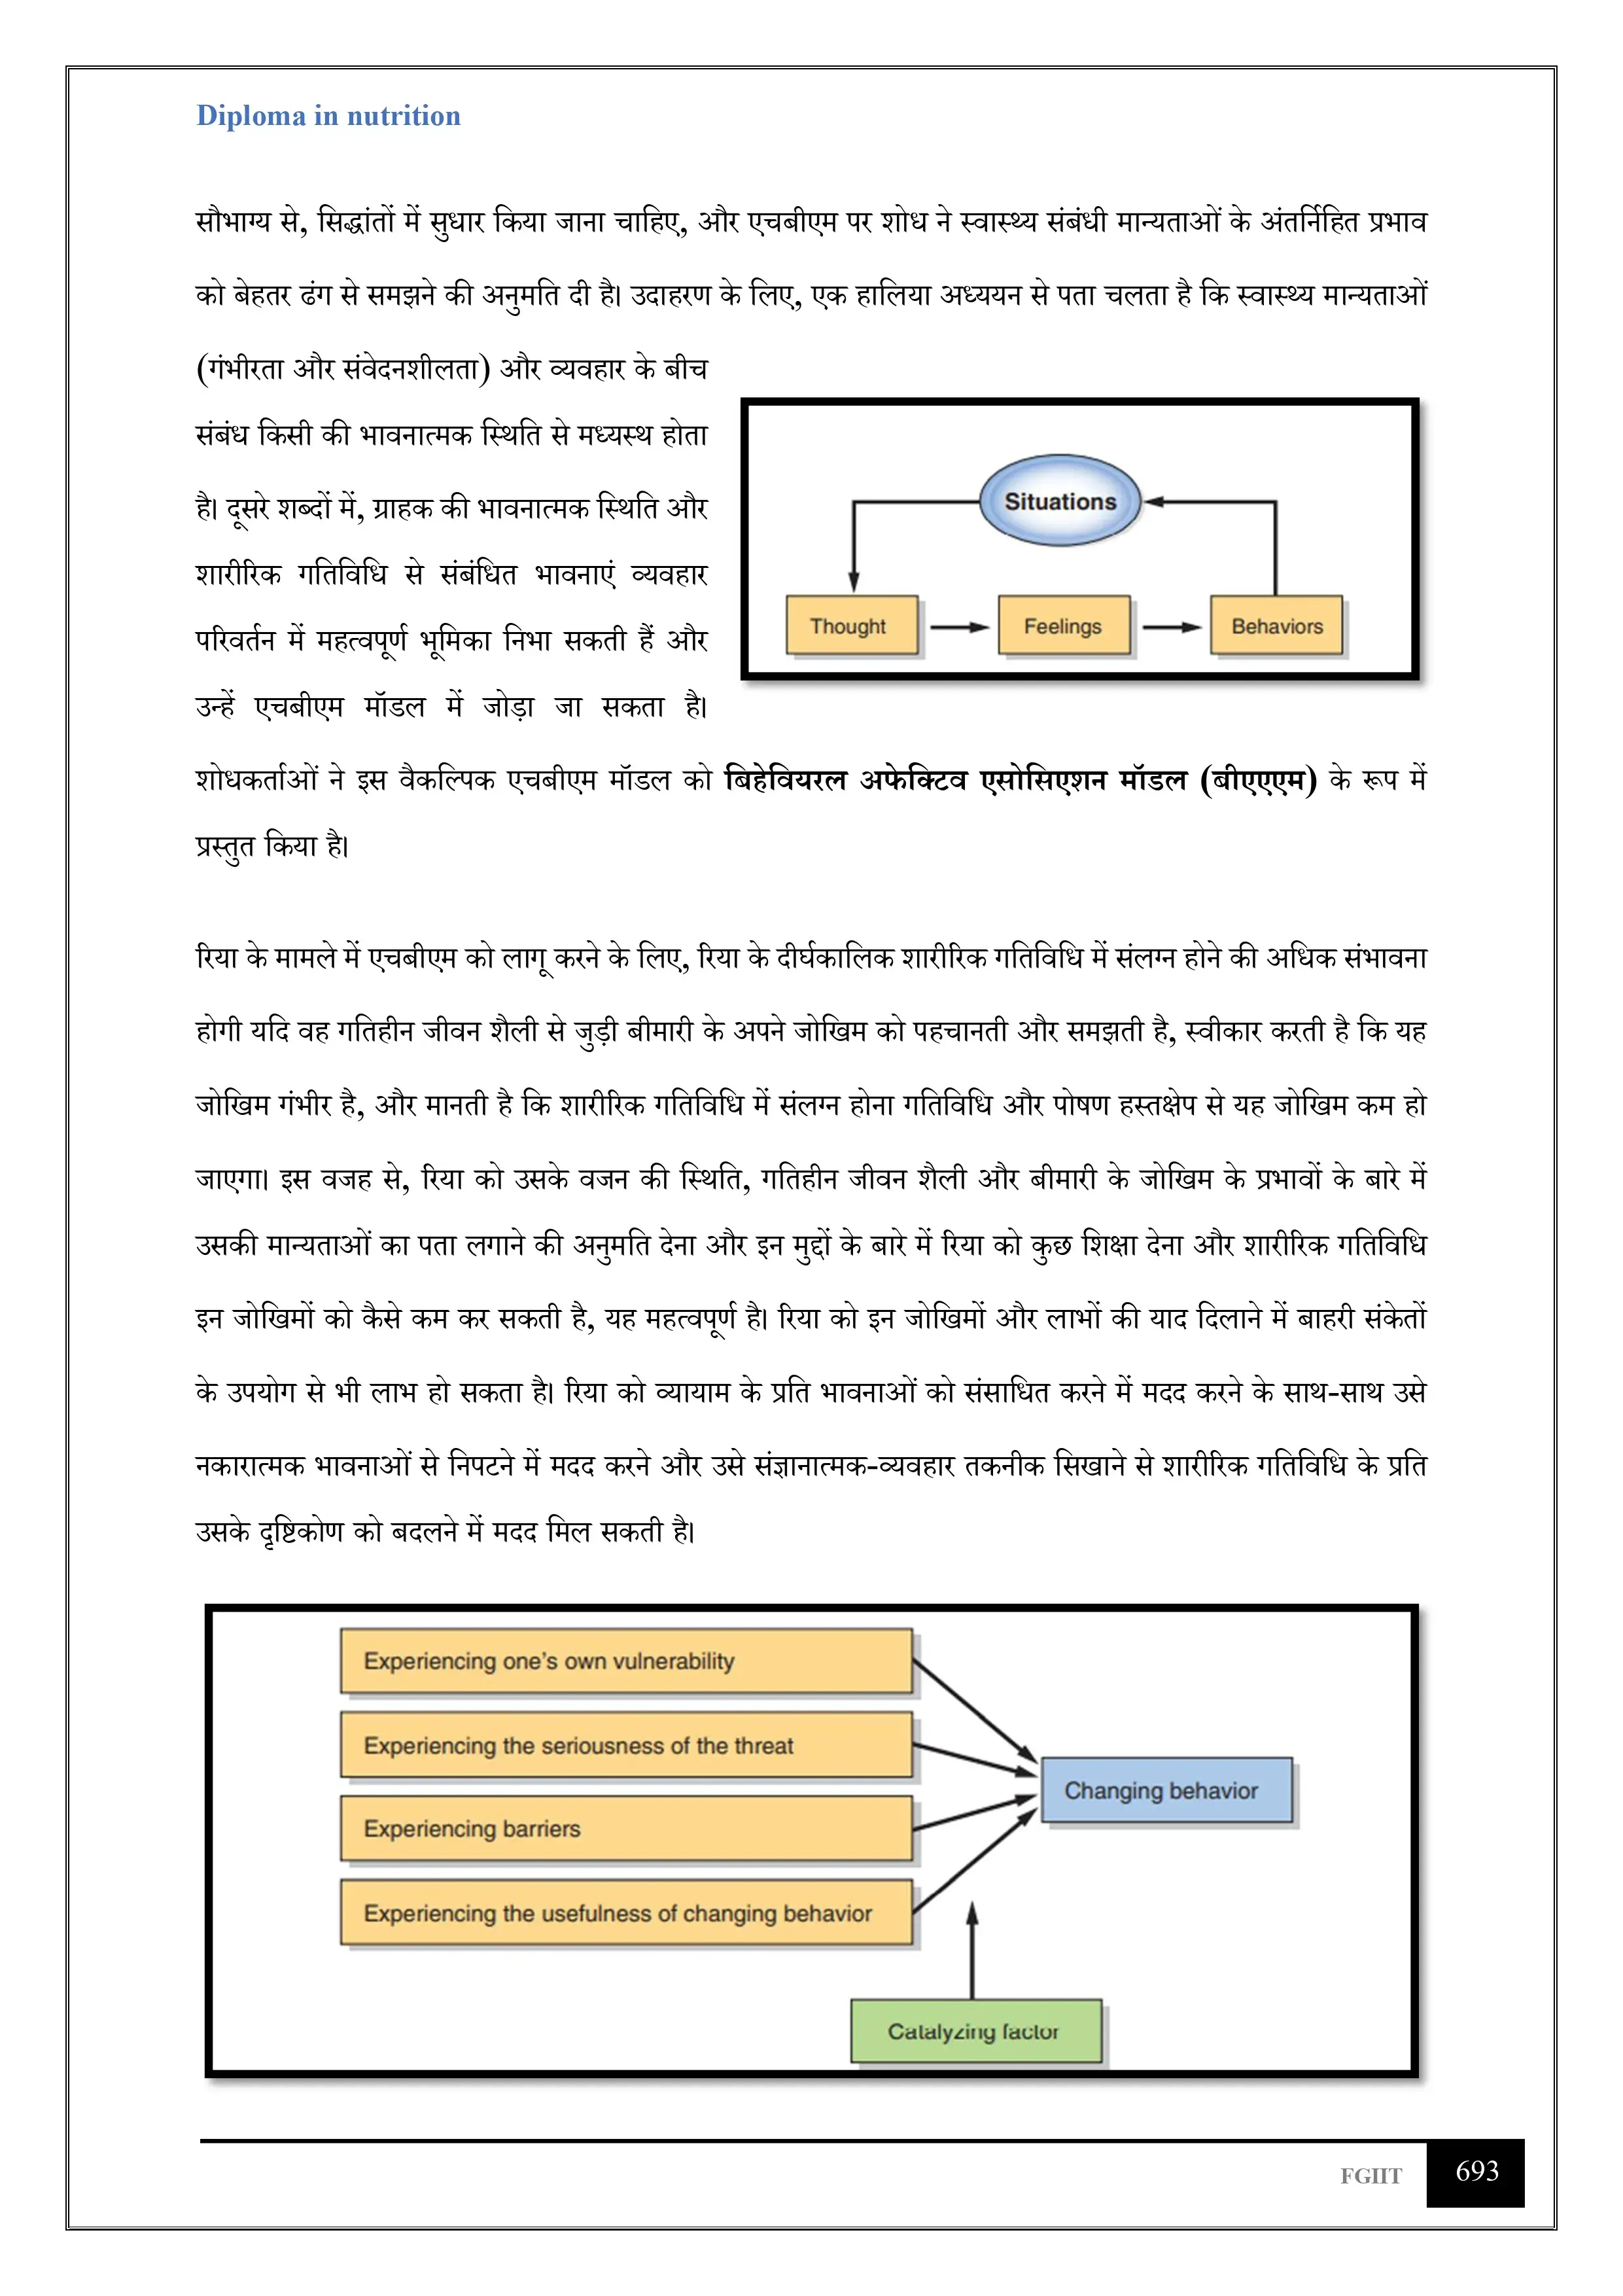 Diploma in nutrition
सौभाग्य से, सिद्धांतों में सुधार किया जाना चाहिए, और एचबीएम पर शोध ने स्वास्थ्य संबंधी मान्यताओं के अंतर्निहित प्रभाव
को बेहतर ढंग से समझने की अनुमति दी है। उदाहरण के लिए, एक हालिया अध्ययन से पता चलता है कि स्वास्थ्य मान्यताओं
(गंभीरता और संवेदनशीलता) और व्यवहार के बीच
संबंध किसी की भावनात्मक स्थिति से मध्यस्थ होता
है। दूसरे शब्दों में, ग्राहक की भावनात्मक स्थिति और
शारीरिक गतिविधि से संबंधित भावनाएं व्यवहार
परिवर्तन में महत्वपूर्ण भूमिका निभा सकती हैं और
उन्हें एचबीएम मॉडल में जोड़ा जा सकता है।
Situations
Thought
Feelings
Behaviors
शोधकर्ताओं ने इस वैकल्पिक एचबीएम मॉडल को बिहेवियरल अफेक्टिव एसोसिएशन मॉडल (बीएएएम) के रूप में
प्रस्तुत किया है।
रिया के मामले में एचबीएम को लागू करने के लिए, रिया के दीर्घकालिक शारीरिक गतिविधि में संलग्न होने की अधिक संभावना
होगी यदि वह गतिहीन जीवन शैली से जुड़ी बीमारी के अपने जोखिम को पहचानती और समझती है, स्वीकार करती है कि यह
जोखिम गंभीर है, और मानती है कि शारीरिक गतिविधि में संलग्न होना गतिविधि और पोषण हस्तक्षेप से यह जोखिम कम हो
जाएगा। इस वजह से, रिया को उसके वजन की स्थिति, गतिहीन जीवन शैली और बीमारी के जोखिम के प्रभावों के बारे में
उसकी मान्यताओं का पता लगाने की अनुमति देना और इन मुद्दों के बारे में रिया को कुछ शिक्षा देना और शारीरिक गतिविधि
इन जोखिमों को कैसे कम कर सकती है, यह महत्वपूर्ण है। रिया को इन जोखिमों और लाभों की याद दिलाने में बाहरी संकेतों
के उपयोग से भी लाभ हो सकता है। रिया को व्यायाम के प्रति भावनाओं को संसाधित करने में मदद करने के साथ-साथ उसे
नकारात्मक भावनाओं से निपटने में मदद करने और उसे संज्ञानात्मक-व्यवहार तकनीक सिखाने से शारीरिक गतिविधि के प्रति
उसके दृष्टिकोण को बदलने में मदद मिल सकती है।
Experiencing one's own vulnerability
Experiencing the seriousness of the threat
Changing behavior
Experiencing barriers
Experiencing the usefulness of changing behavior
Catalyzing factor
FGIIT
693